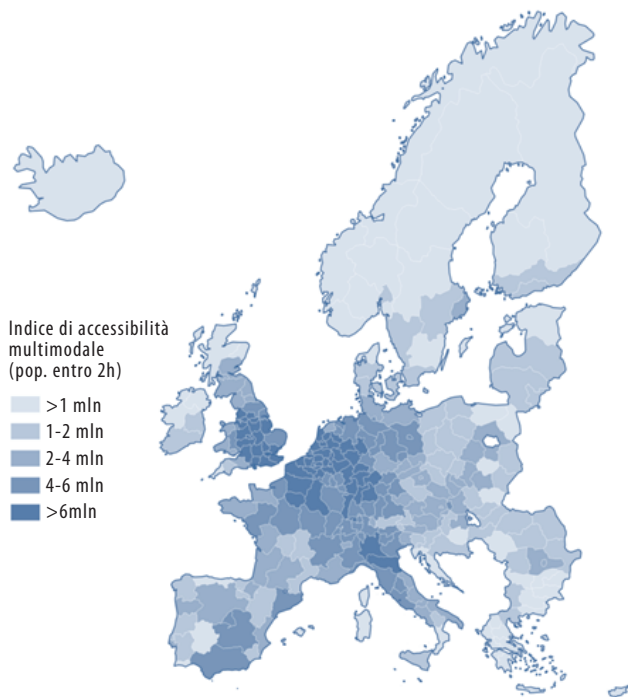 Indice di accessibilità
multimodale
(pop. entro 2h)
>1 mln
1-2 mln
2-4 mln
4-6 mln
>6mln